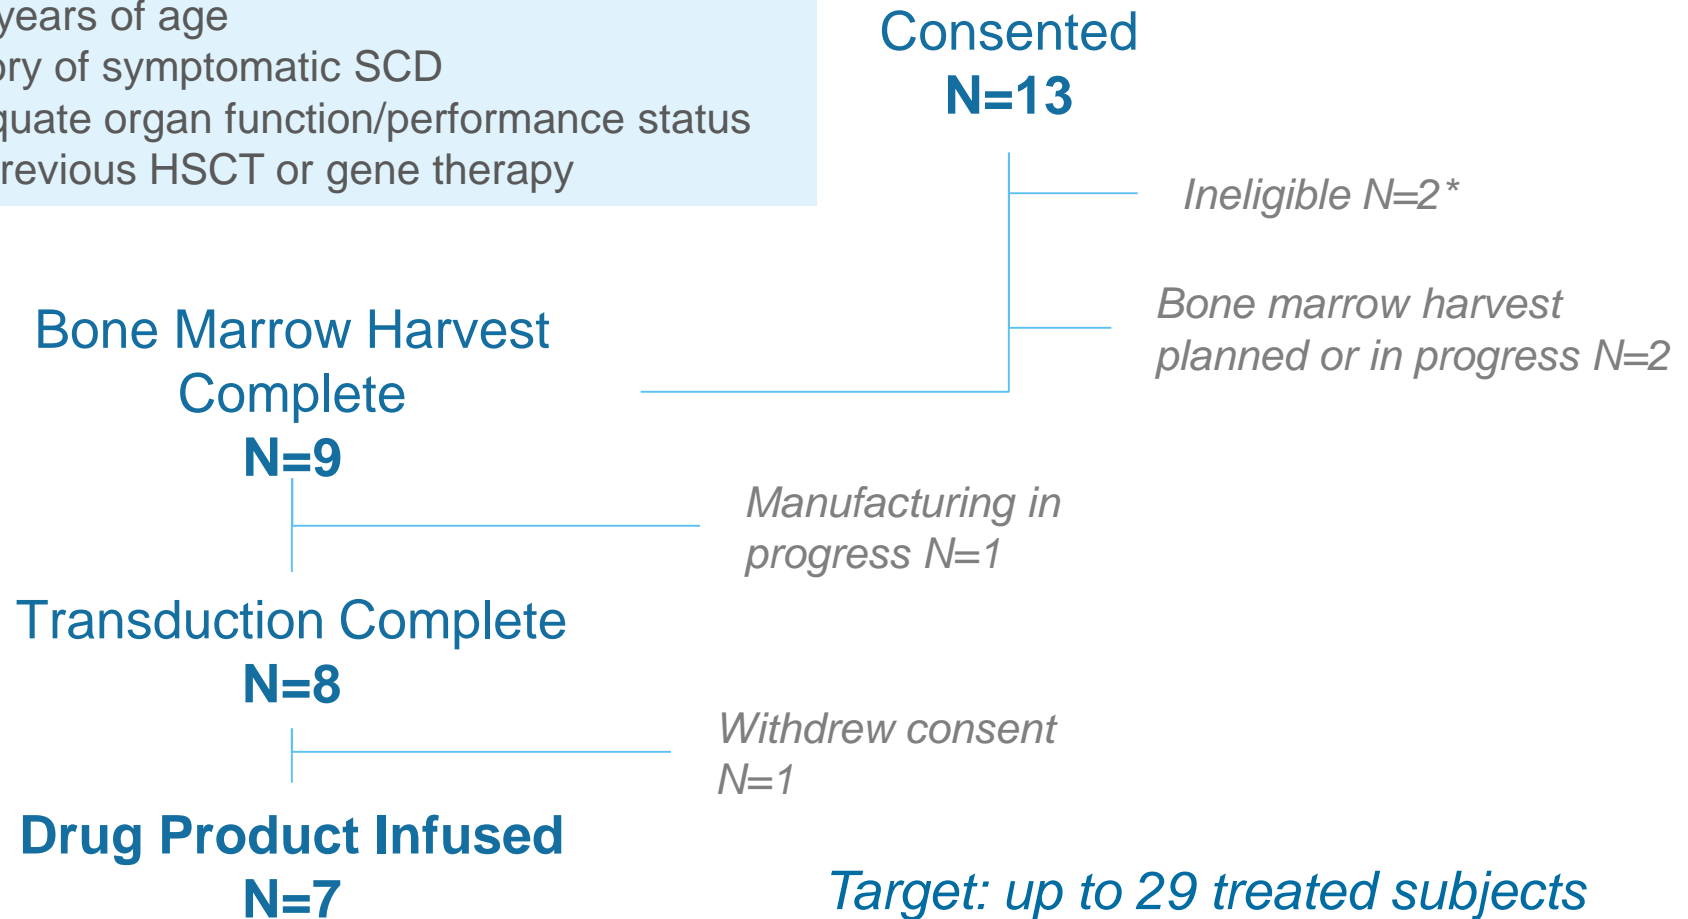 years of age
ory of symptomatic SCD
quate organ function/performance status
revious HSCT or gene therapy
Consented
N=13
Ineligible N=2*
Bone marrow harvest
planned or in progress N=2
Bone Marrow Harvest
Complete
N=9
Manufacturing in
progress N=1
Transduction Complete
N=8
Withdrew consent
N=1
Drug Product Infused
N=7
Target: up to 29 treated subjects